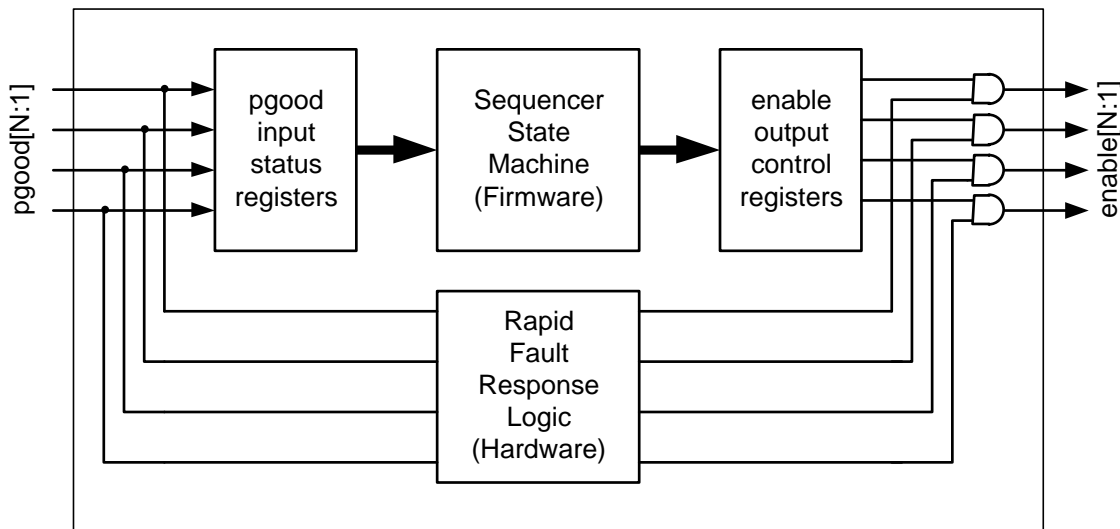 pgood[N:1]
pgood
input
status
registers
Sequencer
State
Machine
(Firmware)
enable
output
control
registers
enable[N:1]
Rapid
Fault
Response
Logic
(Hardware)